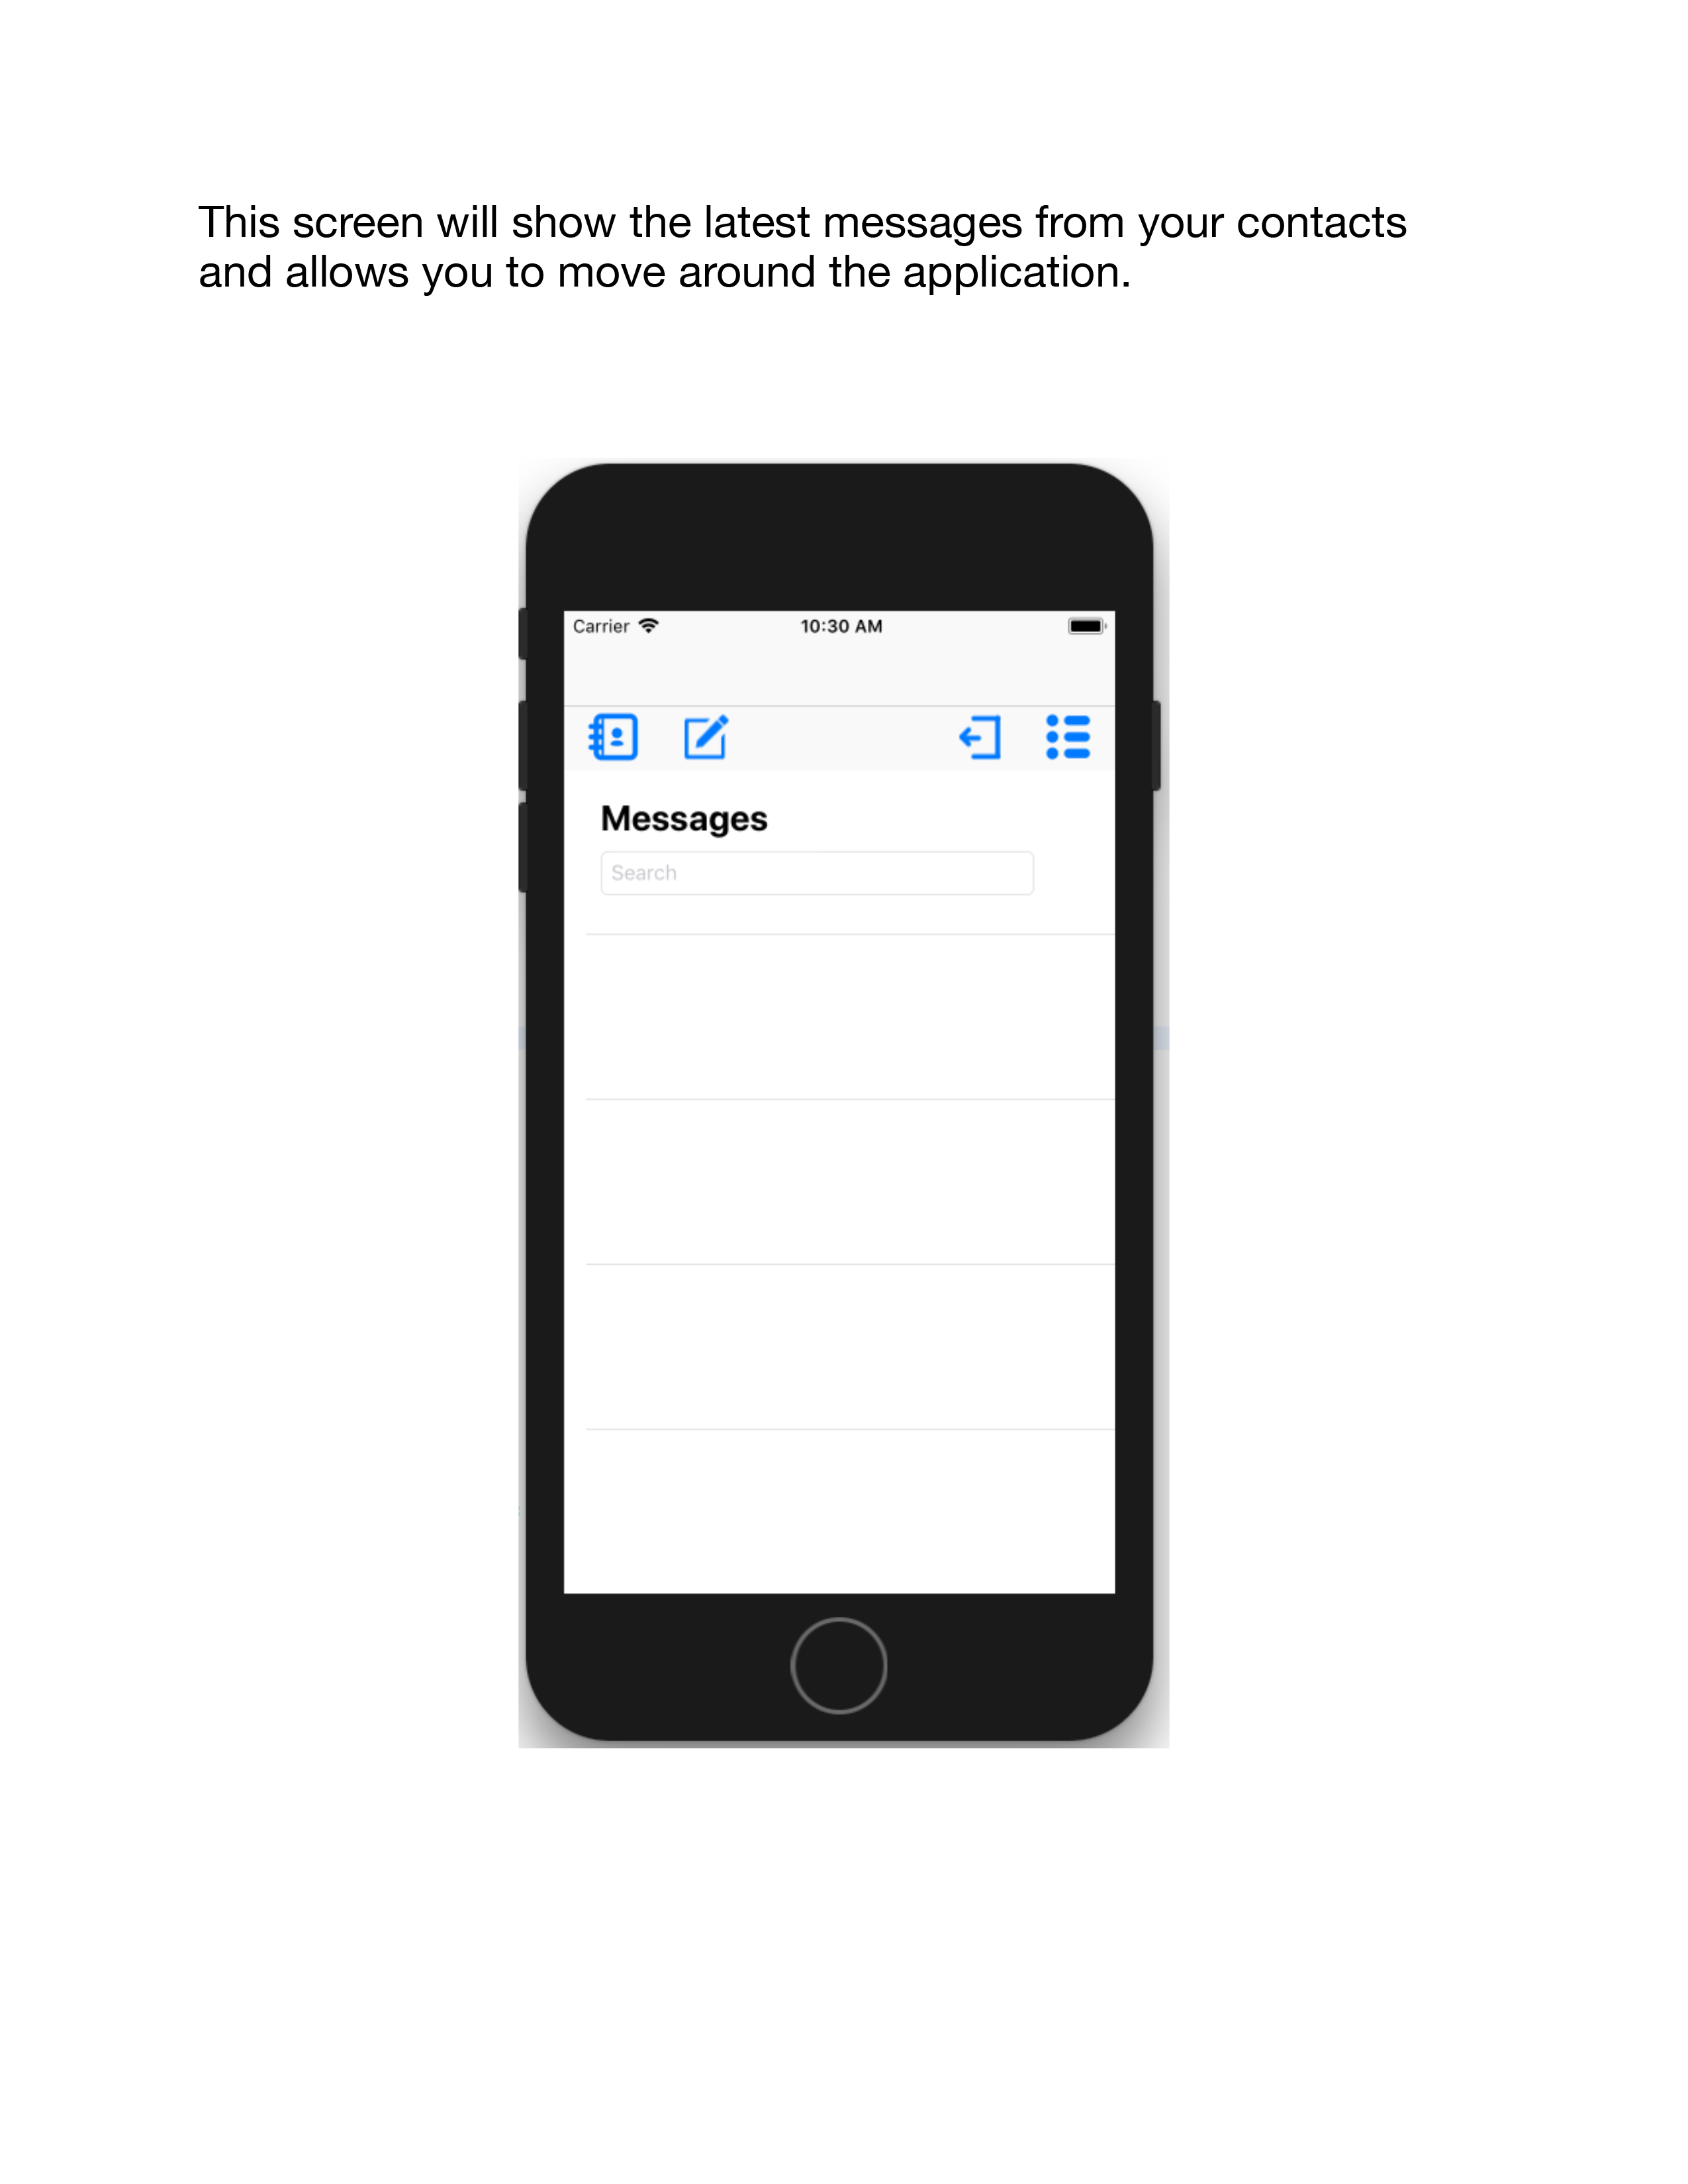 This screen will show the latest messages from your contacts
and allows you to move around the application.
Carrier 10:30 AM
Messages
Search